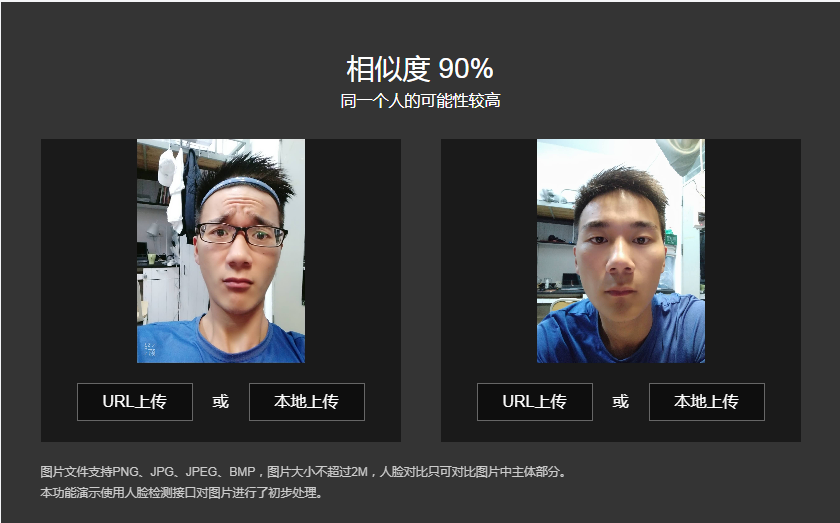 相似度 90%
同一个人的可能性较高
URL上传 或 本地上传
URL上传 或 本地上传
图片文件支持PNG、JPG、JPEG、BMP，图片大小不超过2M，人脸对比只可对比图片中主体部分。
本功能演示使用人脸检测接口对图片进行了初步处理。